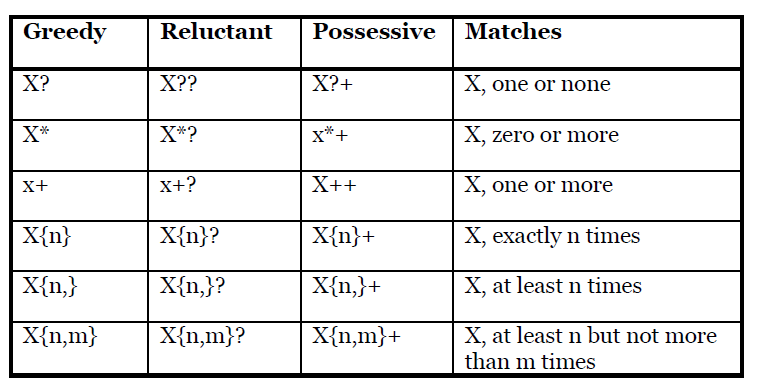 Greedy Reluctant Possessive Matches
X? X?? X?+ X, one or none
X* X*? x*+ X, zero or more
x+ x+? X++ X, one or more
X{n} X{n}? X{n}+ X, exactly n times
X{n,} X{n,}? X{n,}+ X, at least n times
X{n,m} X{n,m}? X{n,m}+ X, at least n but not more
than m times